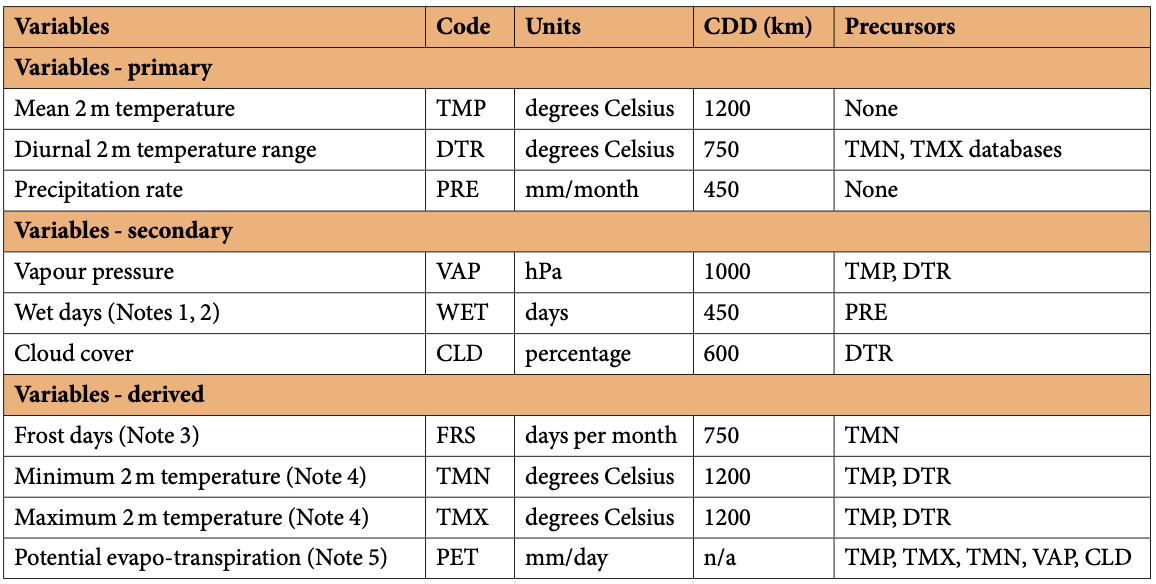 Variables Code Units CDD (km) Precursors
Variables - primary
Mean 2 m temperature TMP degrees Celsius 1200 None
Diurnal 2 m temperature range DTR degrees Celsius 750 TMN, TMX databases
Precipitation rate PRE mm/month 450 None
Variables - secondary
Vapour pressure VAP hPa 1000 TMP, DTR
Wet days (Notes 1, 2) WET days 450 PRE
Cloud cover CLD percentage 600 DTR
Variables - derived
Frost days (Note 3) FRS days per month 750 TMN
Minimum 2 m temperature (Note 4) TMN degrees Celsius 1200 TMP, DTR
Maximum 2 m temperature (Note 4) TMX degrees Celsius 1200 TMP, DTR
Potential evapo-transpiration (Note 5) PET mm/day n/a TMP, TMX, TMN, VAP, CLD